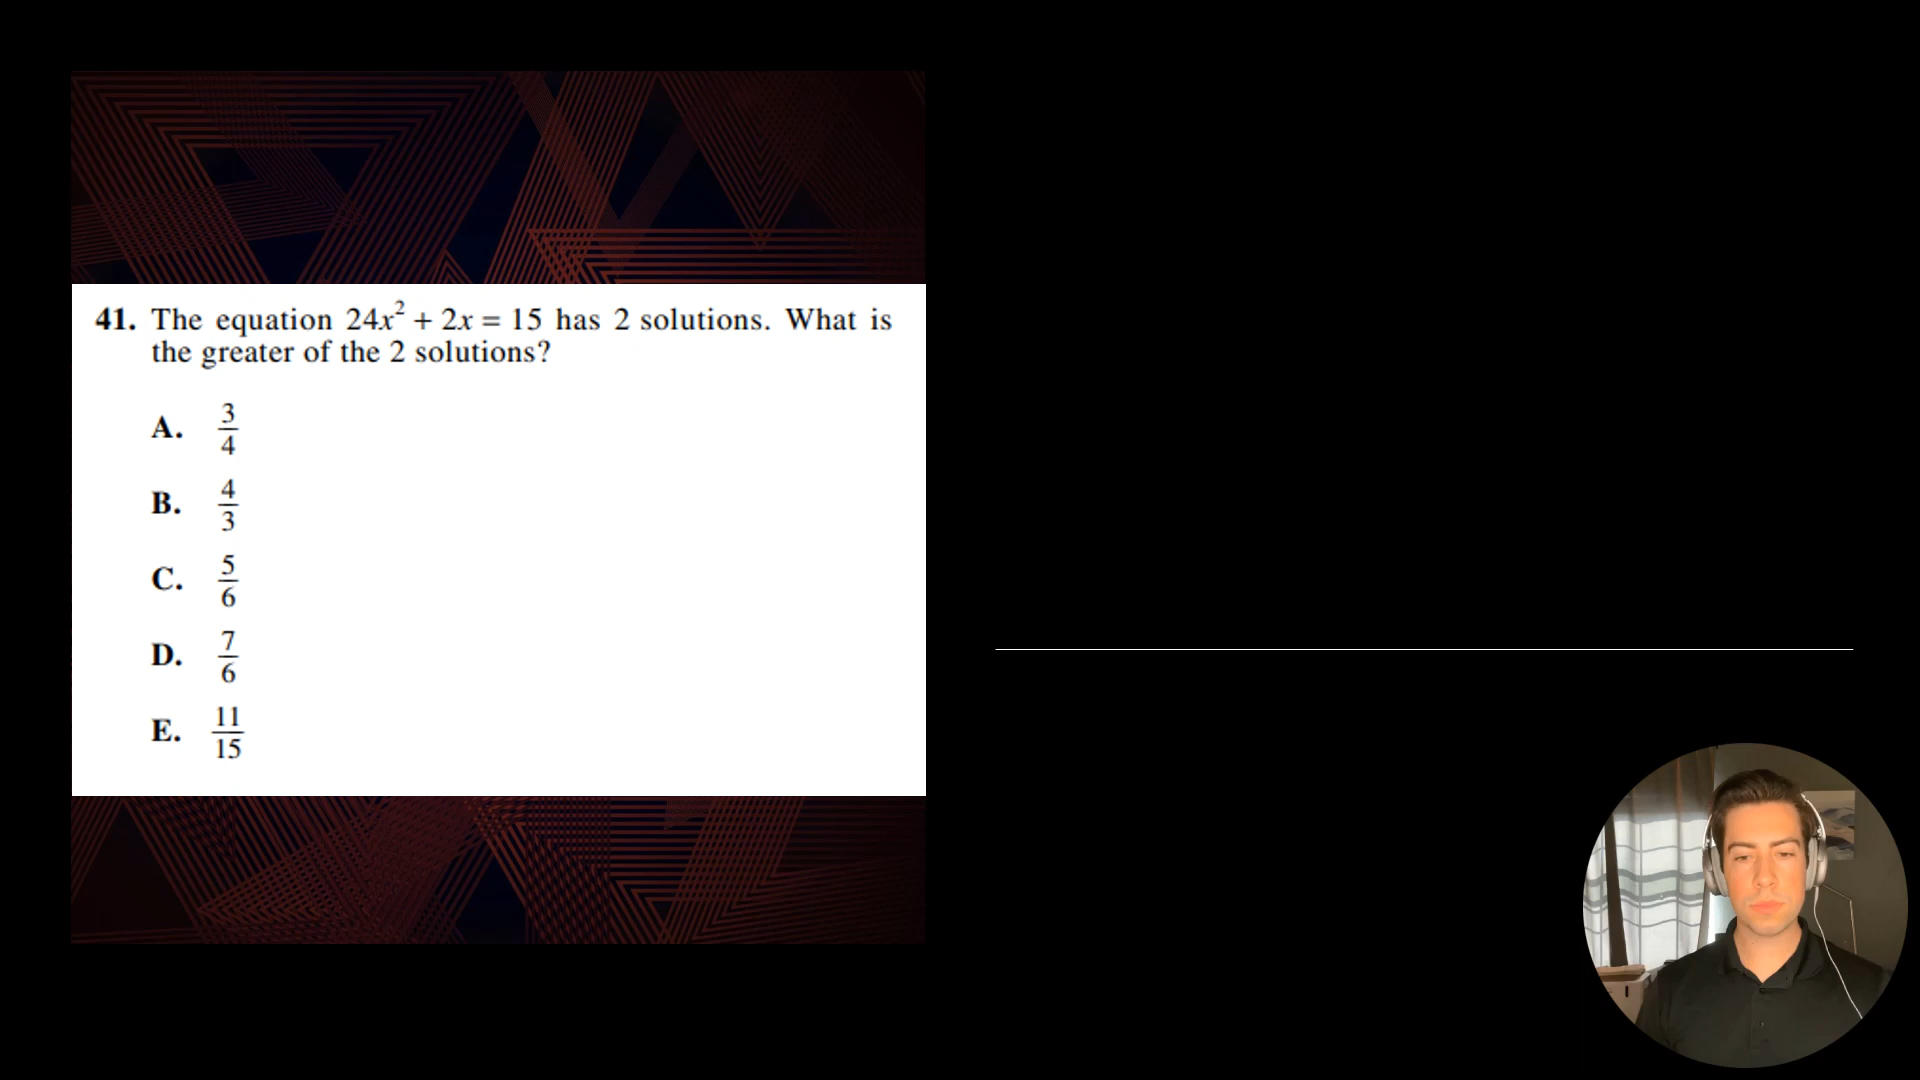 41. The equation 24x² + 2x = 15 has 2 solutions. What is
the greater of the 2 solutions?
A. 3/4
B. 4/3
C. 5/6
D. 7/6
E. 11/15